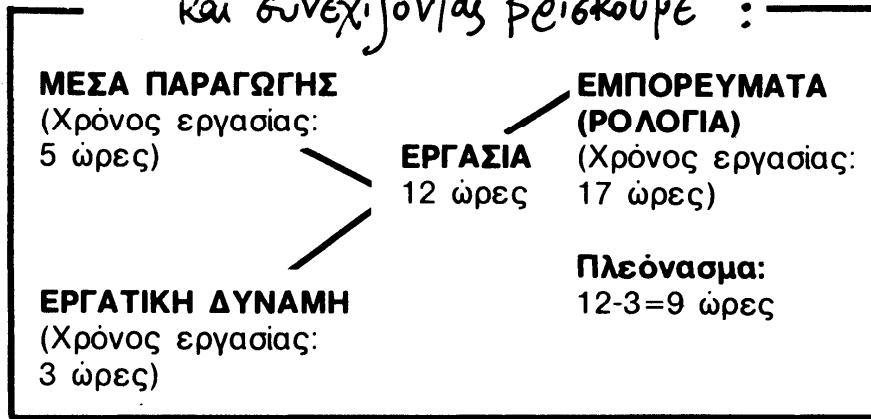 και συνεχίζοντας βρίσκουμε :
ΜΕΣΑ ΠΑΡΑΓΩΓΗΣ
(Χρόνος εργασίας:
5 ώρες)
ΕΡΓΑΤΙΚΗ ΔΥΝΑΜΗ
(Χρόνος εργασίας:
3 ώρες)
ΕΡΓΑΣΙΑ
12 ώρες
ΕΜΠΟΡΕΥΜΑΤΑ
(ΡΟΛΟΓΙΑ)
(Χρόνος εργασίας:
17 ώρες)
Πλεόνασμα:
12-3=9 ώρες